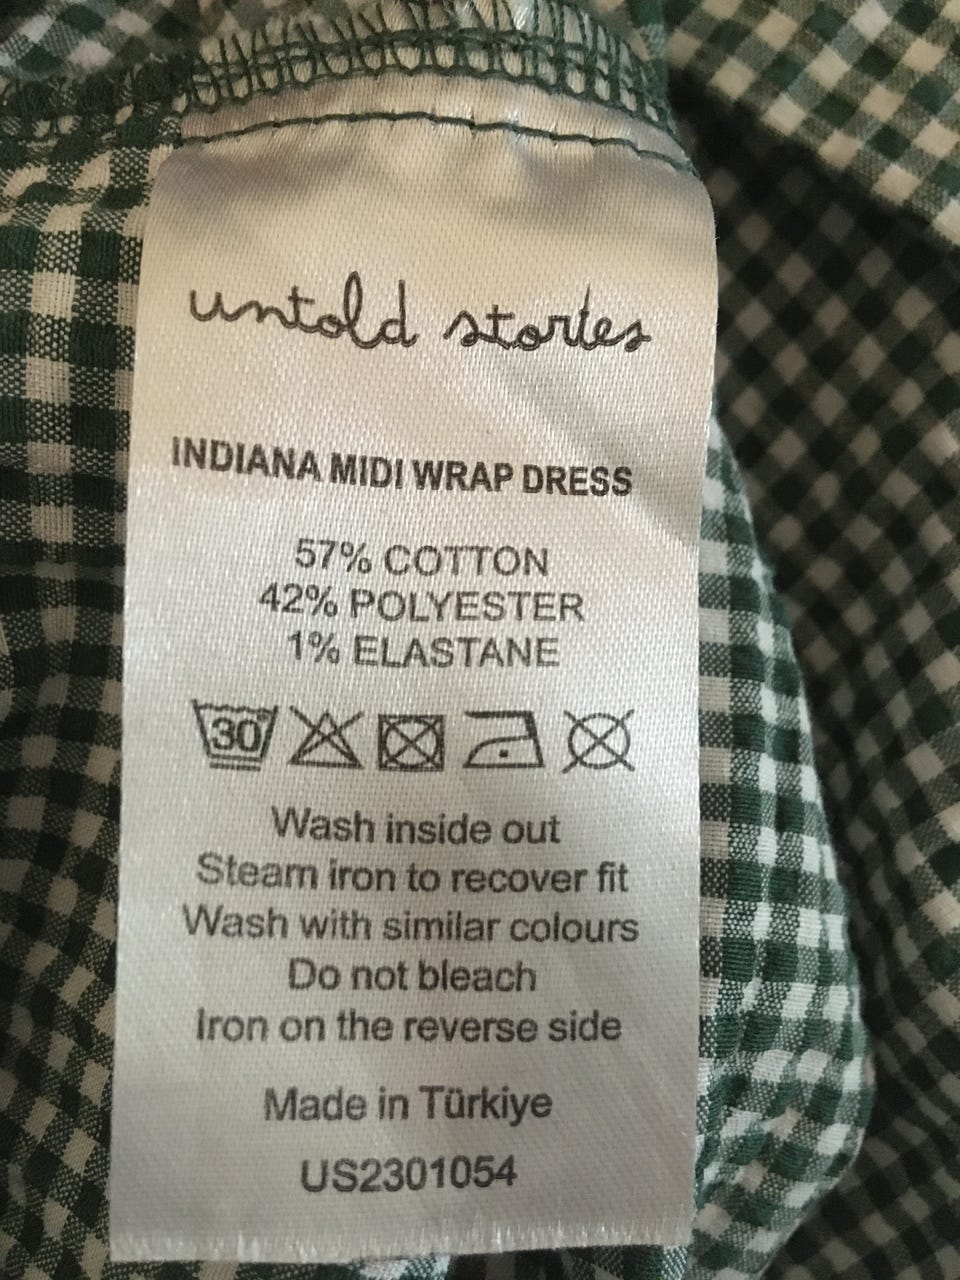 untold stories
INDIANA MIDI WRAP DRESS
57% COTTON
42% POLYESTER
1% ELASTANE
30°
Wash inside out
Steam iron to recover fit
Wash with similar colours
Do not bleach
Iron on the reverse side
Made in Türkiye
US2301054